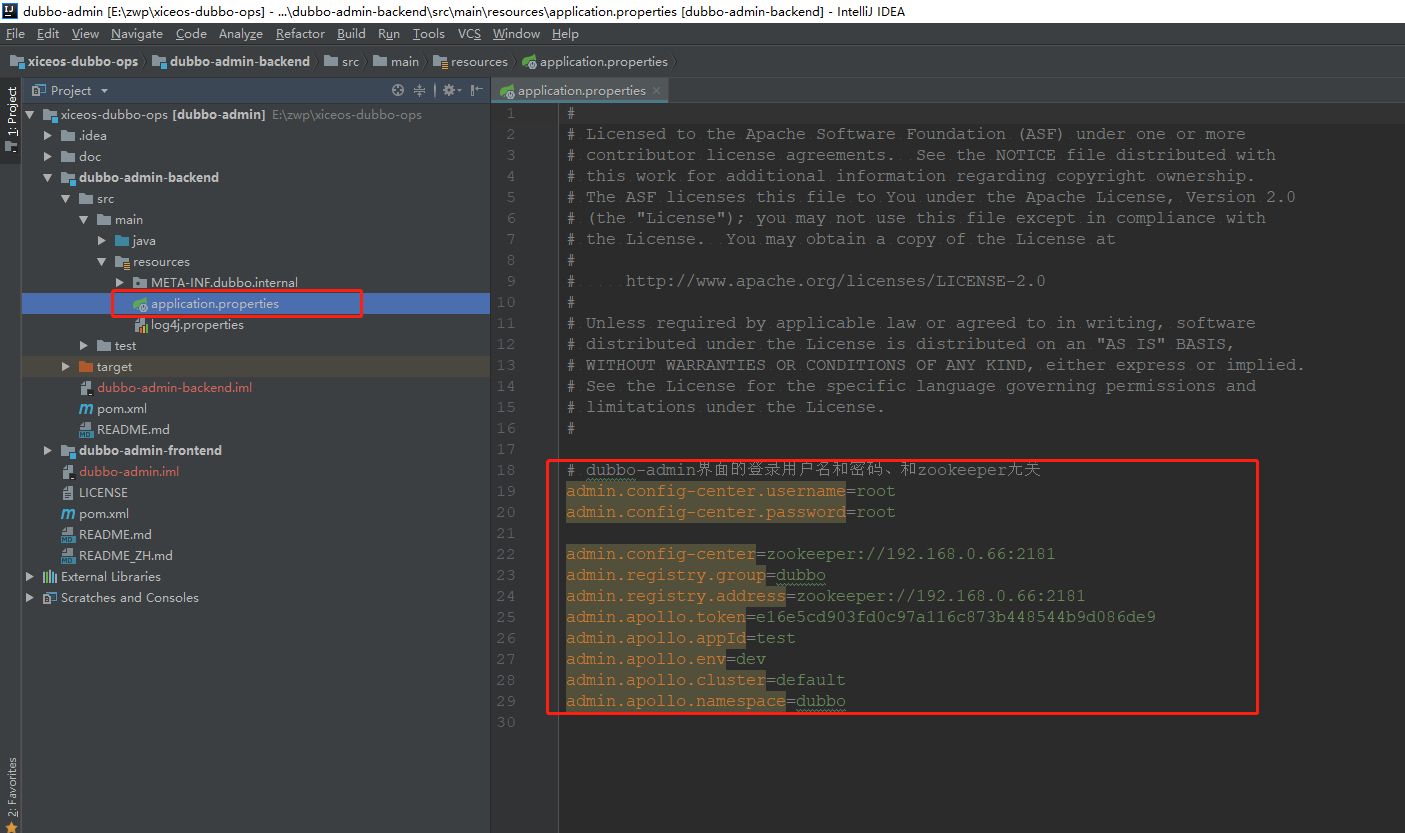 dubbo-admin [E:\zwp\xiceos-dubbo-ops] - ...\dubbo-admin-backend\src\main\resources\application.properties [dubbo-admin-backend] - IntelliJ IDEA
File Edit View Navigate Code Analyze Refactor Build Run Tools VCS Window Help
xiceos-dubbo-ops dubbo-admin-backend src main resources application.properties
1: Project
2: Favorites
Project
xiceos-dubbo-ops [dubbo-admin] E:\zwp\xiceos-dubbo-ops
.idea
doc
dubbo-admin-backend
src
main
java
resources
META-INF.dubbo.internal
application.properties
log4j.properties
test
target
dubbo-admin-backend.iml
pom.xml
README.md
dubbo-admin-frontend
dubbo-admin.iml
LICENSE
pom.xml
README.md
README_ZH.md
External Libraries
Scratches and Consoles
application.properties
1 #
2 # Licensed to the Apache Software Foundation (ASF) under one or more
3 # contributor license agreements.  See the NOTICE file distributed with
4 # this work for additional information regarding copyright ownership.
5 # The ASF licenses this file to You under the Apache License, Version 2.0
6 # (the "License"); you may not use this file except in compliance with
7 # the License.  You may obtain a copy of the License at
8 #
9 #     http://www.apache.org/licenses/LICENSE-2.0
10 #
11 # Unless required by applicable law or agreed to in writing, software
12 # distributed under the License is distributed on an "AS IS" BASIS,
13 # WITHOUT WARRANTIES OR CONDITIONS OF ANY KIND, either express or implied.
14 # See the License for the specific language governing permissions and
15 # limitations under the License.
16 #
17
18 # dubbo-admin界面的登录用户名和密码、和zookeeper无关
19 admin.config-center.username=root
20 admin.config-center.password=root
21
22 admin.config-center=zookeeper://192.168.0.66:2181
23 admin.registry.group=dubbo
24 admin.registry.address=zookeeper://192.168.0.66:2181
25 admin.apollo.token=e16e5cd903fd0c97a116c873b448544b9d086de9
26 admin.apollo.appId=test
27 admin.apollo.env=dev
28 admin.apollo.cluster=default
29 admin.apollo.namespace=dubbo
30